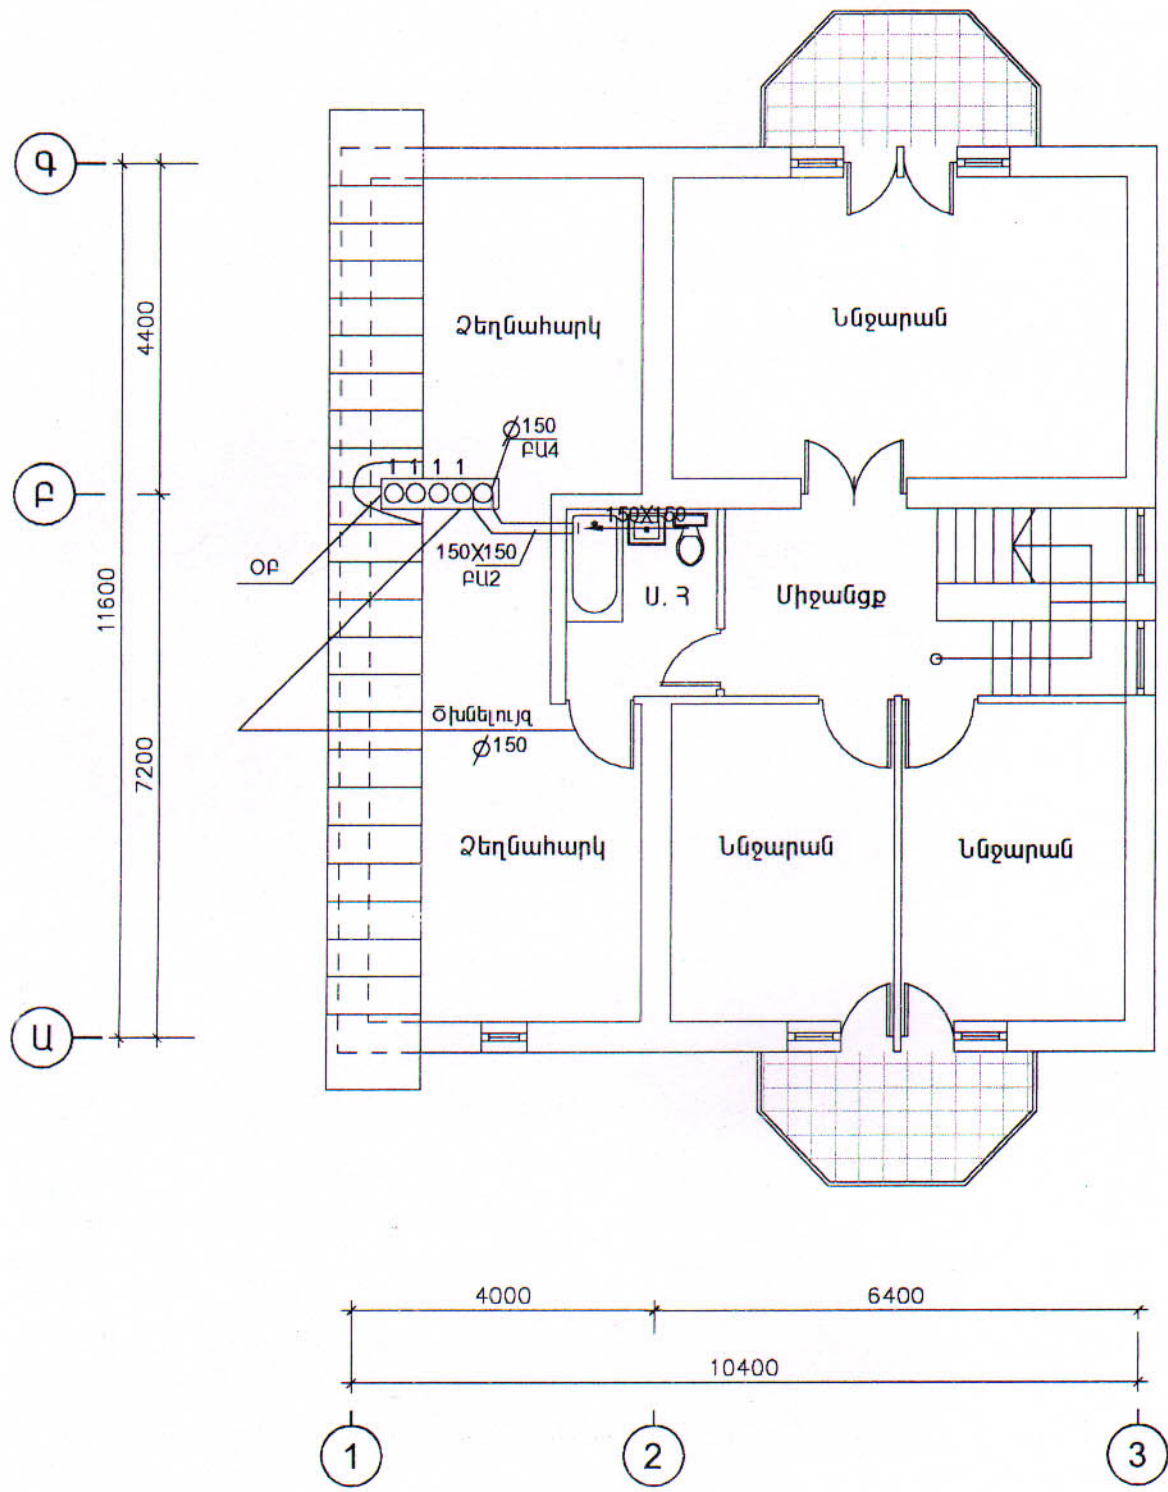 Գ
4400
Ձեղնահարկ
Ննջարան
Ø150
ԲԱ4
1 1 1 1
Բ
150X150
150X150
ԲԱ2
ՕԲ
11600
Ս. Հ
Միջանցք
Ծխնելույզ
Ø150
7200
Ձեղնահարկ
Ննջարան
Ննջարան
Ա
4000
6400
10400
1
2
3